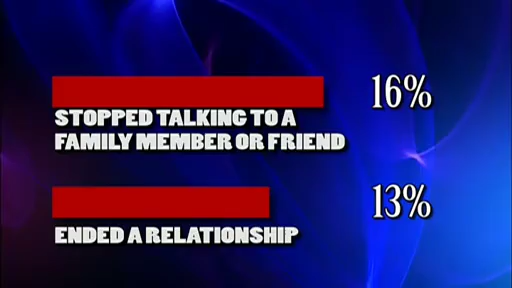 16%
STOPPED TALKING TO A
FAMILY MEMBER OR FRIEND
13%
ENDED A RELATIONSHIP